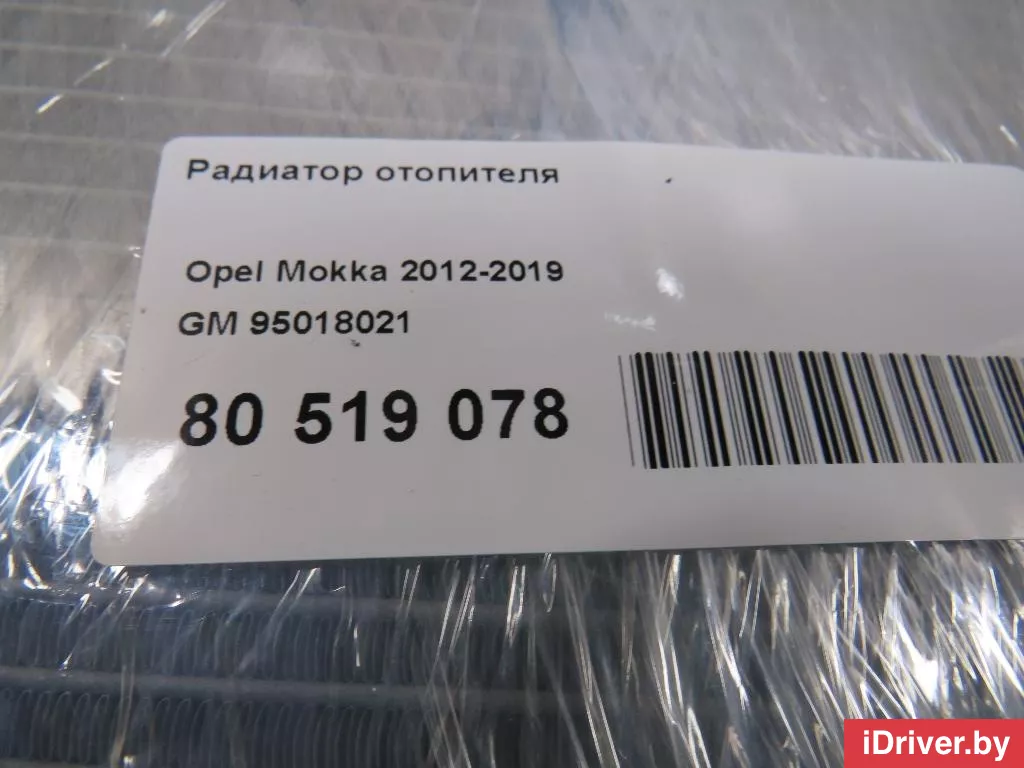 Радиатор отопителя
Opel Mokka 2012-2019
GM 95018021
80 519 078
iDriver.by